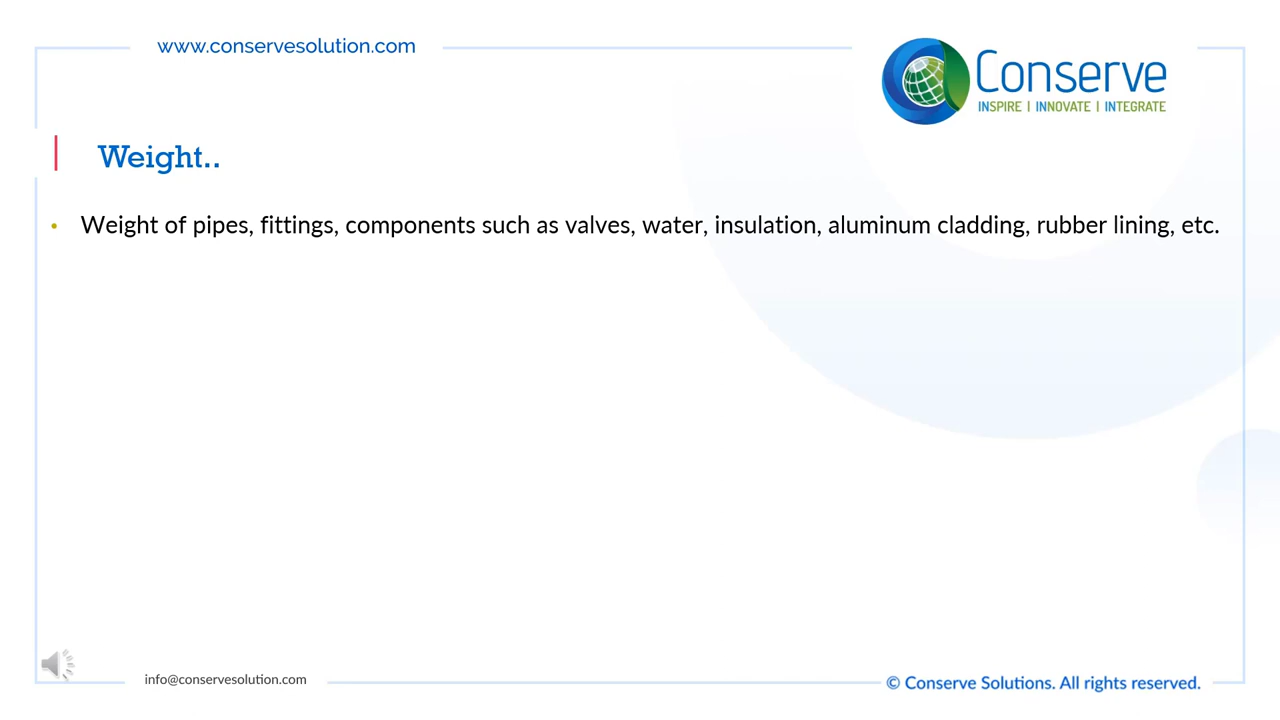 www.conservesolution.com
Conserve
INSPIRE | INNOVATE | INTEGRATE
Weight..
• Weight of pipes, fittings, components such as valves, water, insulation, aluminum cladding, rubber lining, etc.
info@conservesolution.com
© Conserve Solutions. All rights reserved.